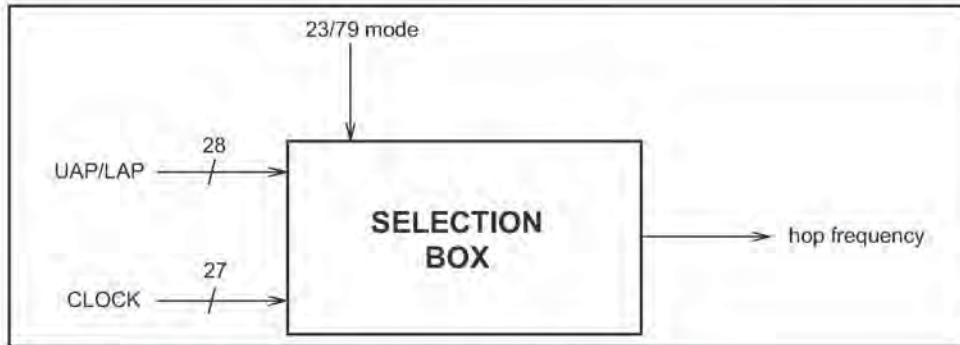 23/79 mode
28
UAP/LAP
SELECTION
BOX
hop frequency
27
CLOCK